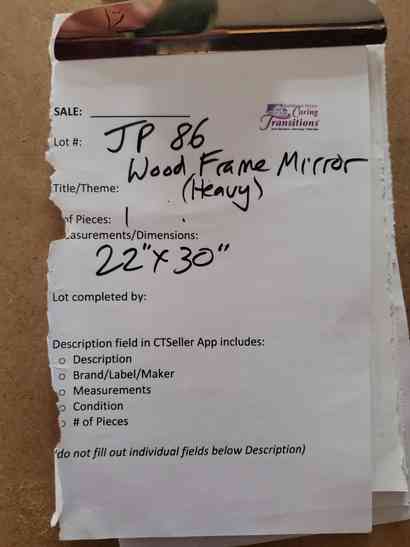 SALE:
Caring
Transitions
Lot #: JP 86
Wood Frame Mirror
Title/Theme: (Heavy)
of Pieces: 1
asurements/Dimensions:
22"x30"
Lot completed by:
Description field in CTSeller App includes:
o Description
o Brand/Label/Maker
o Measurements
o Condition
o # of Pieces
do not fill out individual fields below Description)